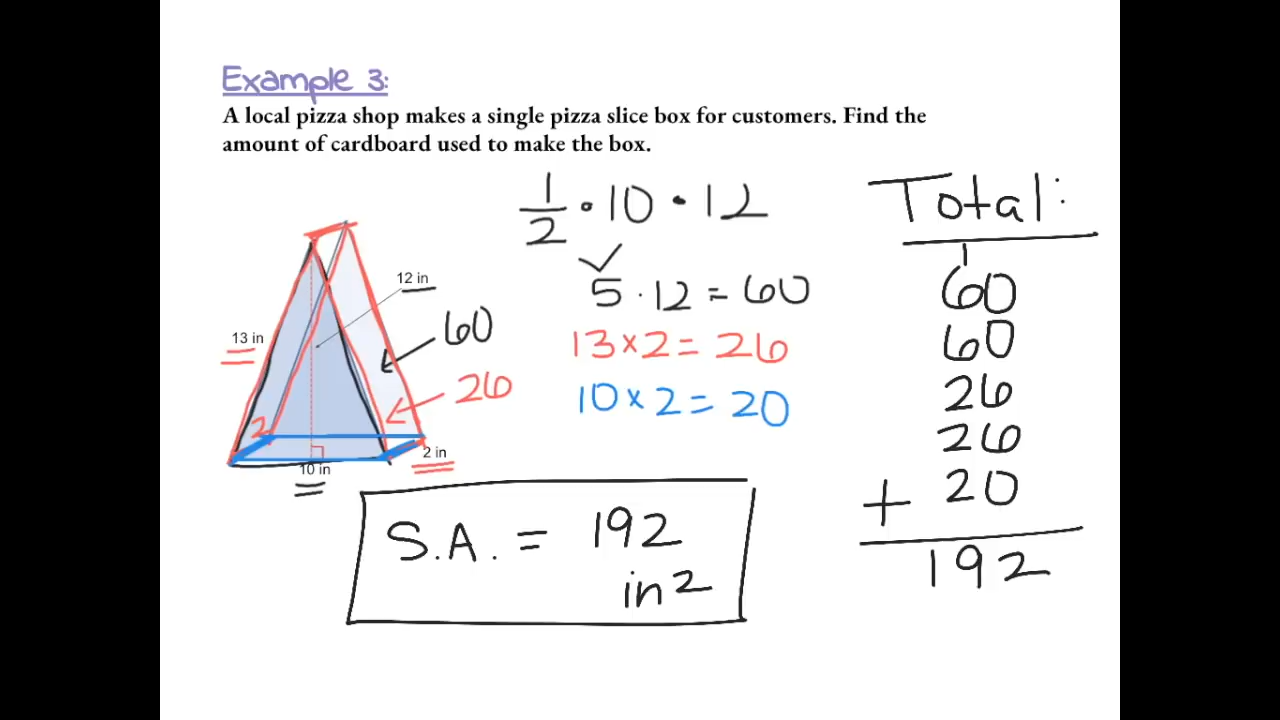 Example 3:
A local pizza shop makes a single pizza slice box for customers. Find the
amount of cardboard used to make the box.
1/2 • 10 • 12
5 · 12 = 60
13 × 2 = 26
10 × 2 = 20
12 in
13 in
60
26
2
2 in
10 in
S.A. = 192
in2
Total:
1
60
60
26
26
+ 20
192